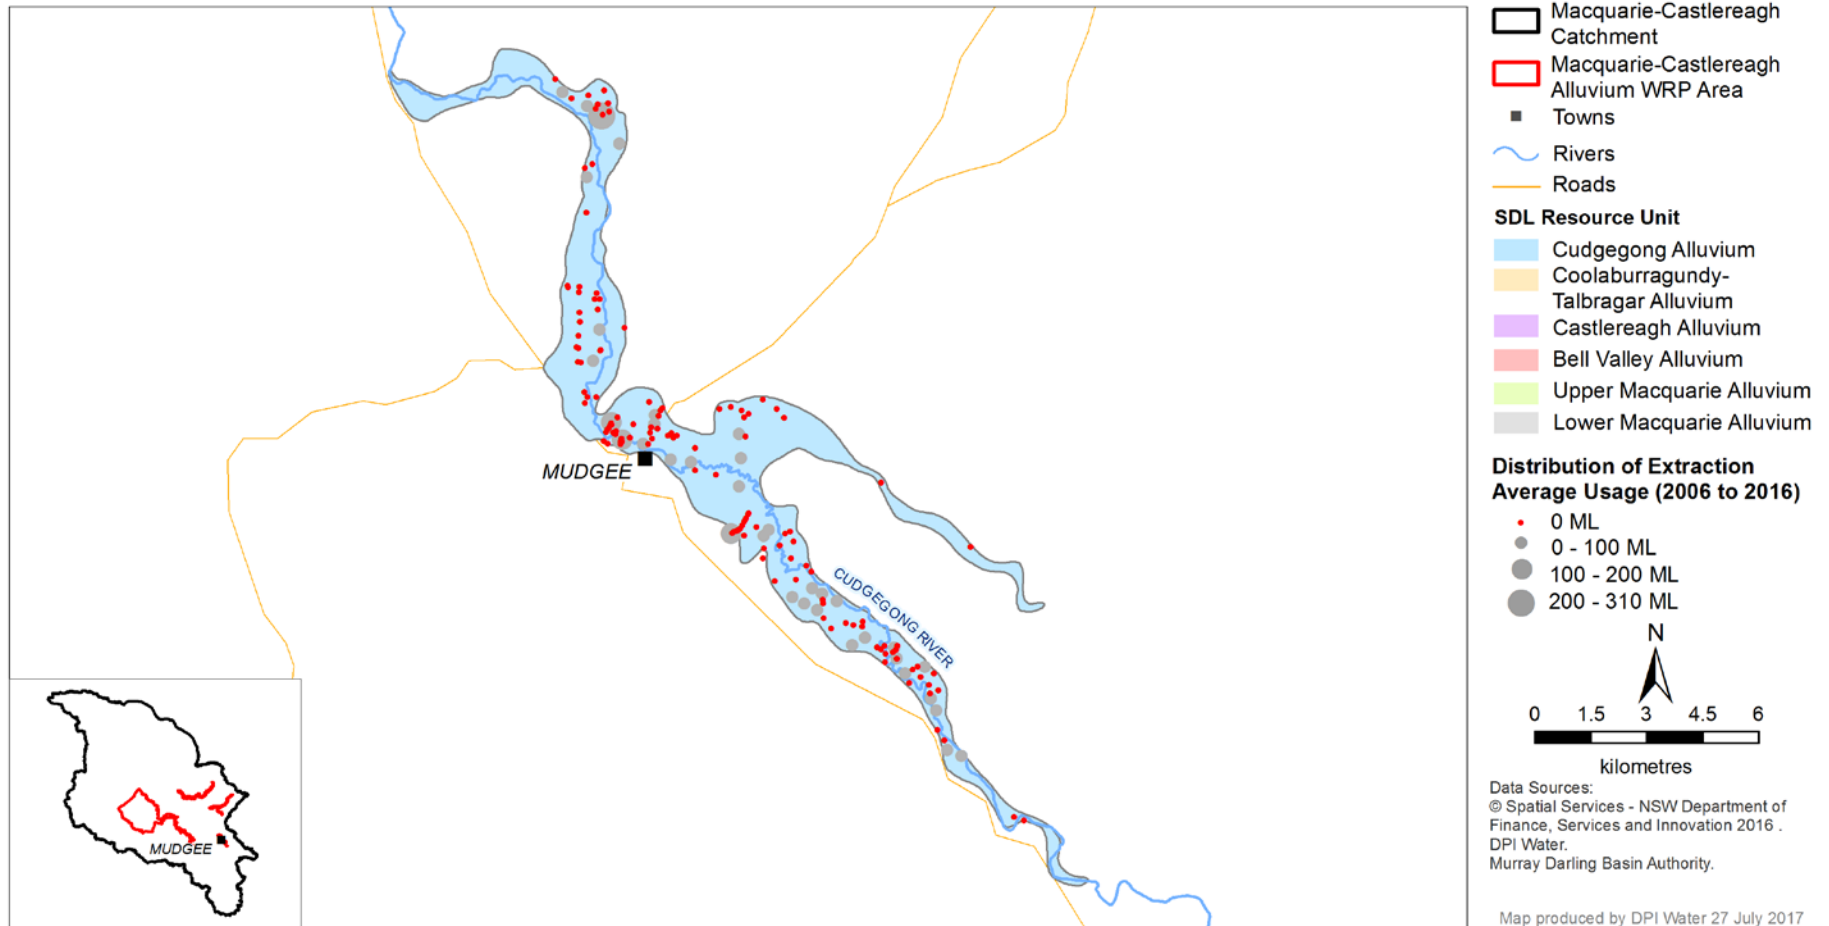 Macquarie-Castlereagh
Catchment
Macquarie-Castlereagh
Alluvium WRP Area
Towns
Rivers
Roads
SDL Resource Unit
Cudgegong Alluvium
Coolaburragundy-
Talbragar Alluvium
Castlereagh Alluvium
Bell Valley Alluvium
Upper Macquarie Alluvium
Lower Macquarie Alluvium
Distribution of Extraction
Average Usage (2006 to 2016)
0 ML
0 - 100 ML
100 - 200 ML
200 - 310 ML
N
0 1.5 3 4.5 6
kilometres
Data Sources:
© Spatial Services - NSW Department of
Finance, Services and Innovation 2016 .
DPI Water.
Murray Darling Basin Authority.
Map produced by DPI Water 27 July 2017
MUDGEE
CUDGEGONG RIVER
MUDGEE